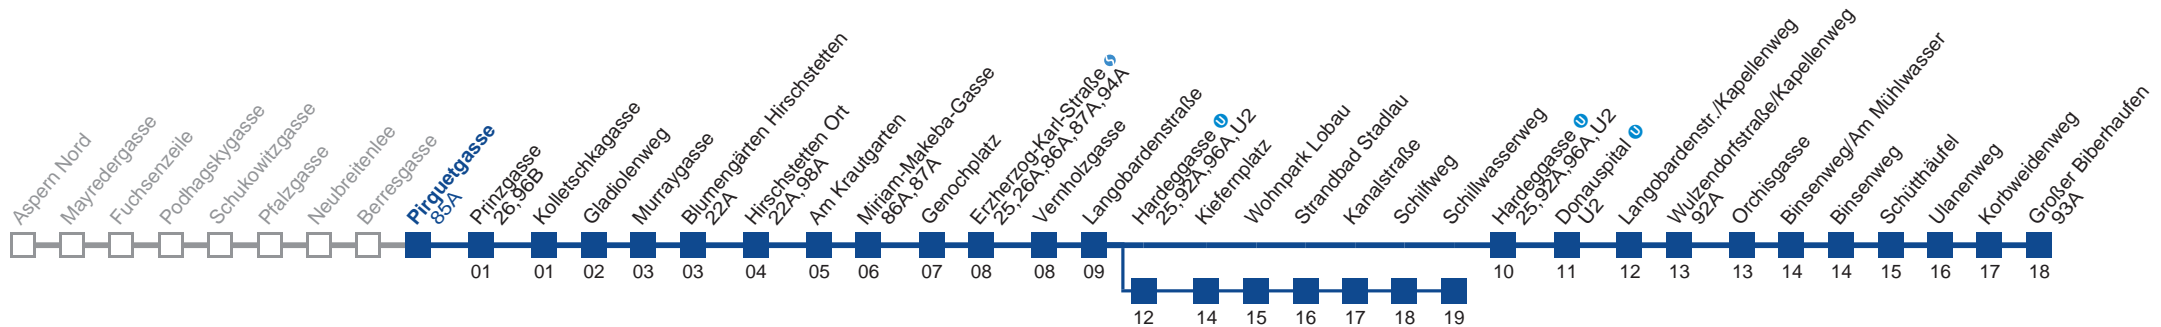 Aspern Nord
Mayredergasse
Fuchsenzeile
Podhagskygasse
Schukowitzgasse
Pfalzgasse
Neubreitenlee
Berresgasse
Pirquetgasse
85A
Prinzgasse
26,96B
Kolletschkagasse
Gladiolenweg
Murraygasse
Blumengärten Hirschstetten
22A
Hirschstetten Ort
22A,98A
Am Krautgarten
Miriam-Makeba-Gasse
86A,87A
Genochplatz
Erzherzog-Karl-Straße S
25,26A,86A,87A,94A
Vernholzgasse
Langobardenstraße
Hardeggasse U
25,92A,96A,U2
Kiefernplatz
Wohnpark Lobau
Strandbad Stadlau
Kanalstraße
Schilfweg
Schillwasserweg
Hardeggasse U
25,92A,96A,U2
Donauspital U
U2
Langobardenstr./Kapellenweg
Wulzendorfstraße/Kapellenweg
92A
Orchisgasse
Binsenweg/Am Mühlwasser
Binsenweg
Schütthäufel
Ulanenweg
Korbweidenweg
Großer Biberhaufen
93A
01 01 02 03 03 04 05 06 07 08 08 09 10 11 12 13 13 14 14 15 16 17 18
12 14 15 16 17 18 19